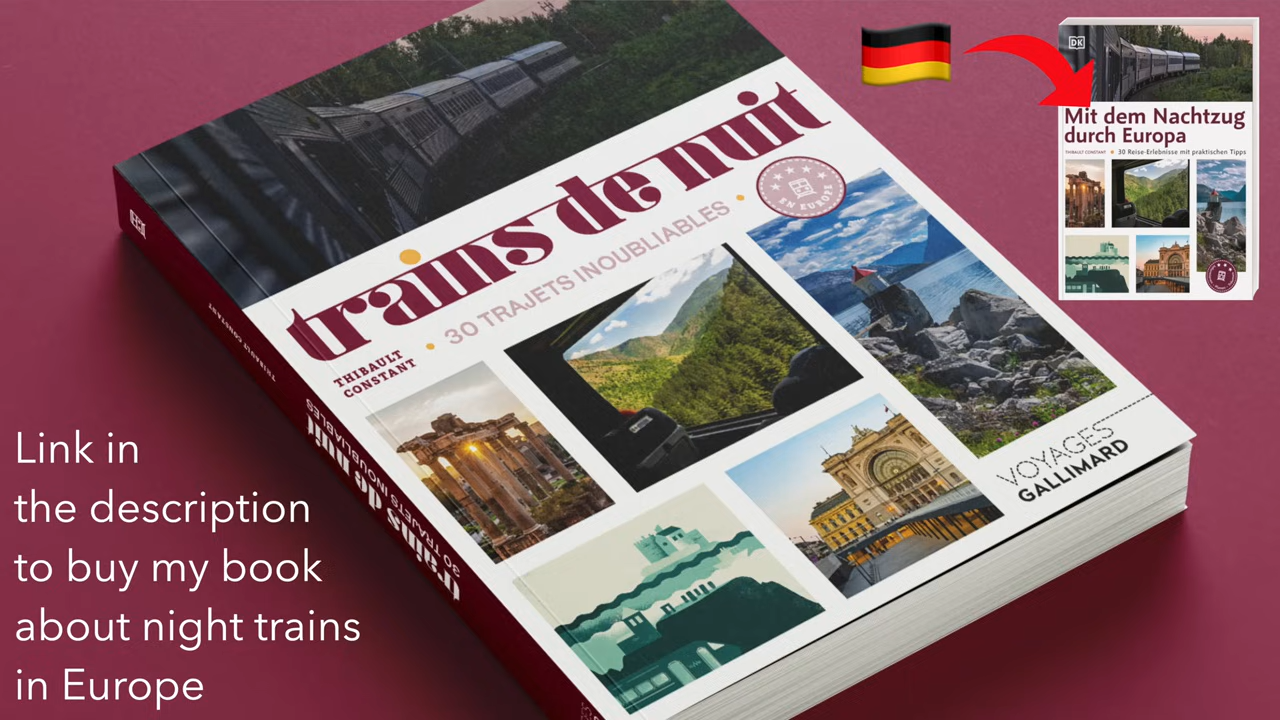 trains de nuit
EN EUROPE
30 TRAJETS INOUBLIABLES
THIBAULT
CONSTANT
VOYAGES
GALLIMARD
THIBAULT CONSTANT
trains de nuit
30 TRAJETS INOUBLIABLES
DK
Mit dem Nachtzug
durch Europa
THIBAULT CONSTANT • 30 Reise-Erlebnisse mit praktischen Tipps
Link in
the description
to buy my book
about night trains
in Europe